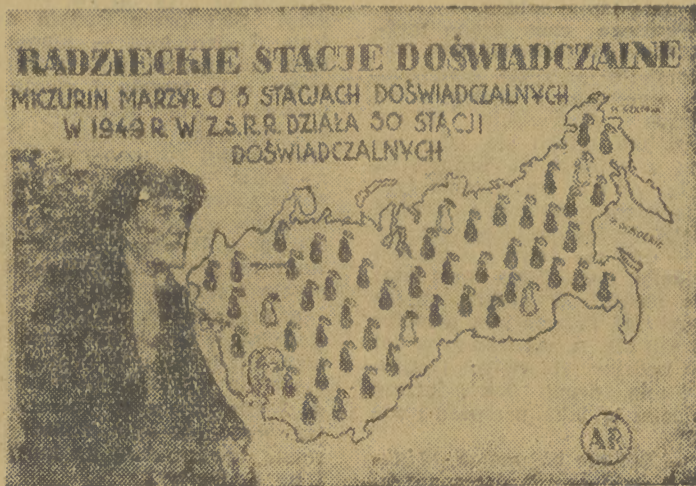 RADZIECKIE STACJE DOŚWIADCZALNE
MICZURIN MARZYŁ O 5 STACJACH DOŚWIADCZALNYCH
W 1949 R. W Z.S.R.R. DZIAŁA 50 STACJI
DOŚWIADCZALNYCH
AR